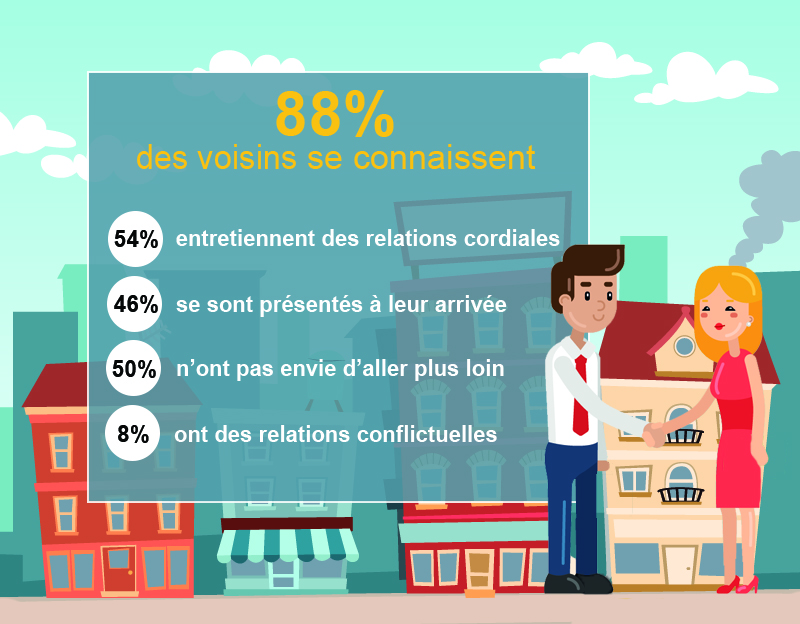 88%
des voisins se connaissent
54% entretiennent des relations cordiales
46% se sont présentés à leur arrivée
50% n’ont pas envie d’aller plus loin
8% ont des relations conflictuelles